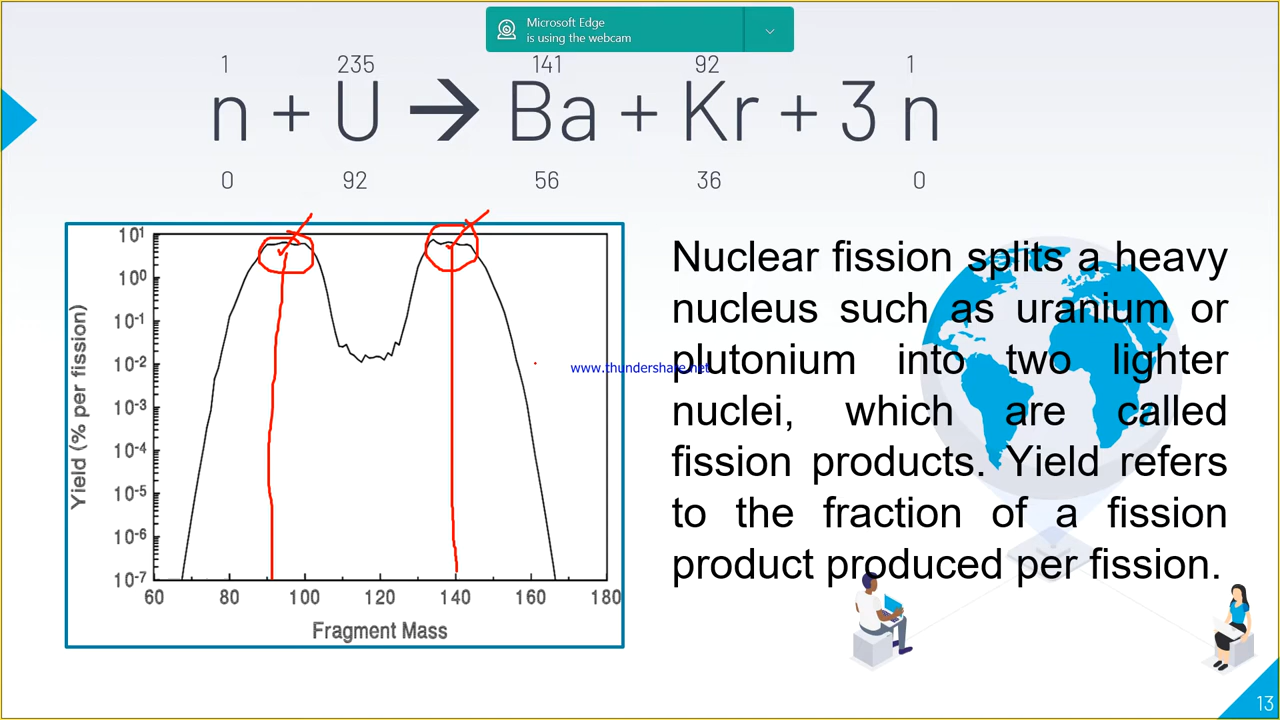 Microsoft Edge
is using the webcam
1 235 141 92 1
n + U → Ba + Kr + 3 n
0 92 56 36 0
10¹
10⁰
10⁻¹
10⁻²
10⁻³
10⁻⁴
10⁻⁵
10⁻⁶
10⁻⁷
Yield (% per fission)
60 80 100 120 140 160 180
Fragment Mass
Nuclear fission splits a heavy
nucleus such as uranium or
plutonium into two lighter
nuclei, which are called
fission products. Yield refers
to the fraction of a fission
product produced per fission.
www.thundershare.net
13